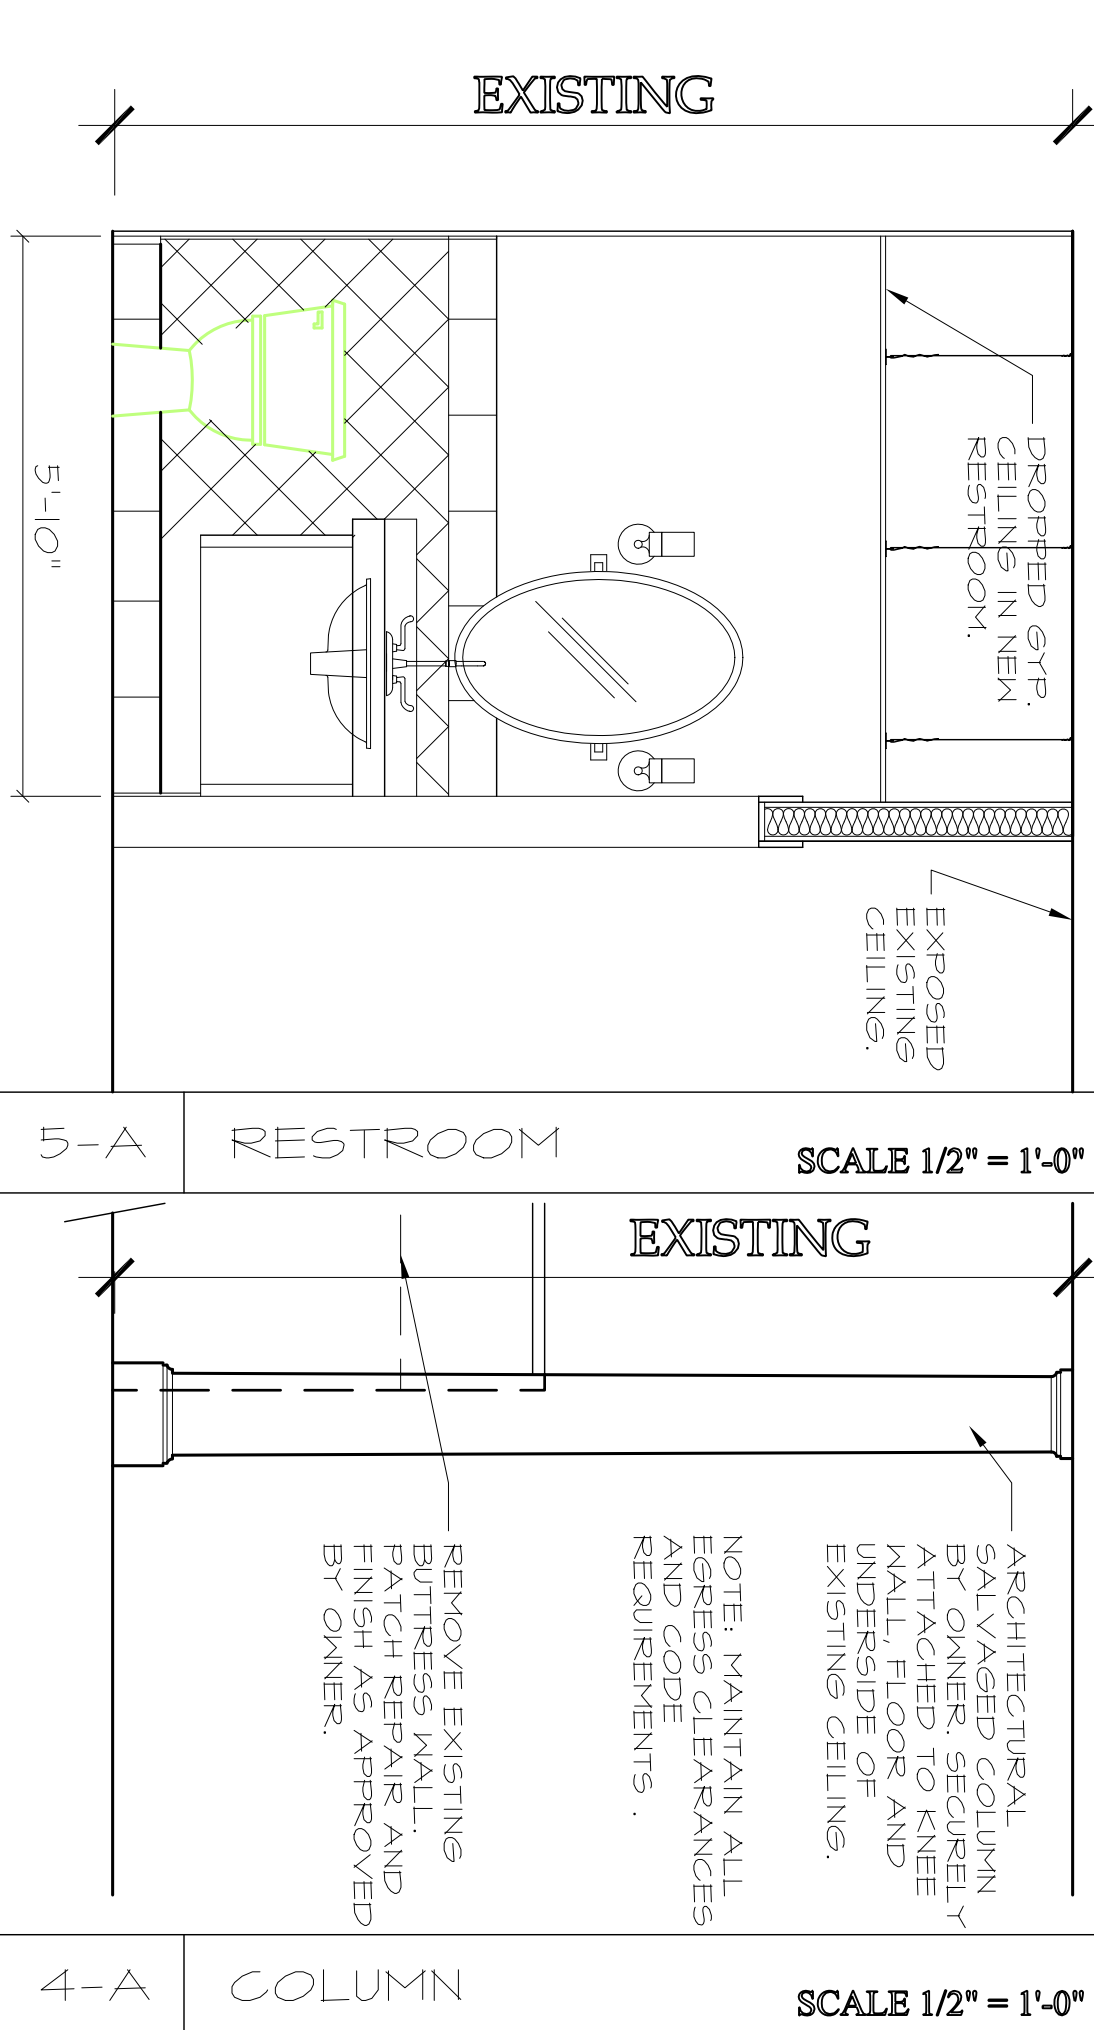 EXISTING
DROPPED GYP.
CEILING IN NEW
RESTROOM.
5'-10"
EXPOSED
EXISTING
CEILING.
5-A
RESTROOM
SCALE 1/2" = 1'-0"
EXISTING
ARCHITECTURAL
SALVAGED COLUMN
BY OWNER. SECURELY
ATTACHED TO KNEE
WALL, FLOOR AND
UNDERSIDE OF
EXISTING CEILING.
NOTE: MAINTAIN ALL
EGRESS CLEARANCES
AND CODE
REQUIREMENTS .
REMOVE EXISTING
BUTTRESS WALL.
PATCH REPAIR AND
FINISH AS APPROVED
BY OWNER.
4-A
COLUMN
SCALE 1/2" = 1'-0"